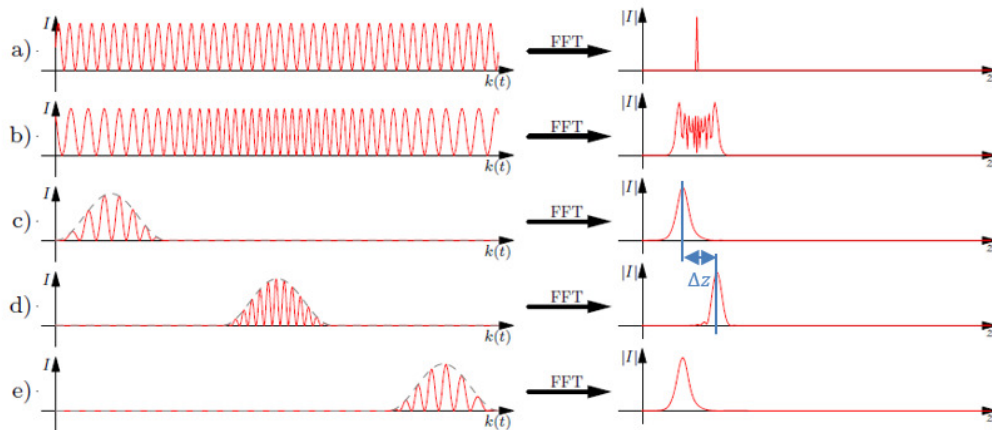 a) I k(t) FFT |I| z
b) I k(t) FFT |I| z
c) I k(t) FFT |I| z
Δz
d) I k(t) FFT |I| z
e) I k(t) FFT |I| z